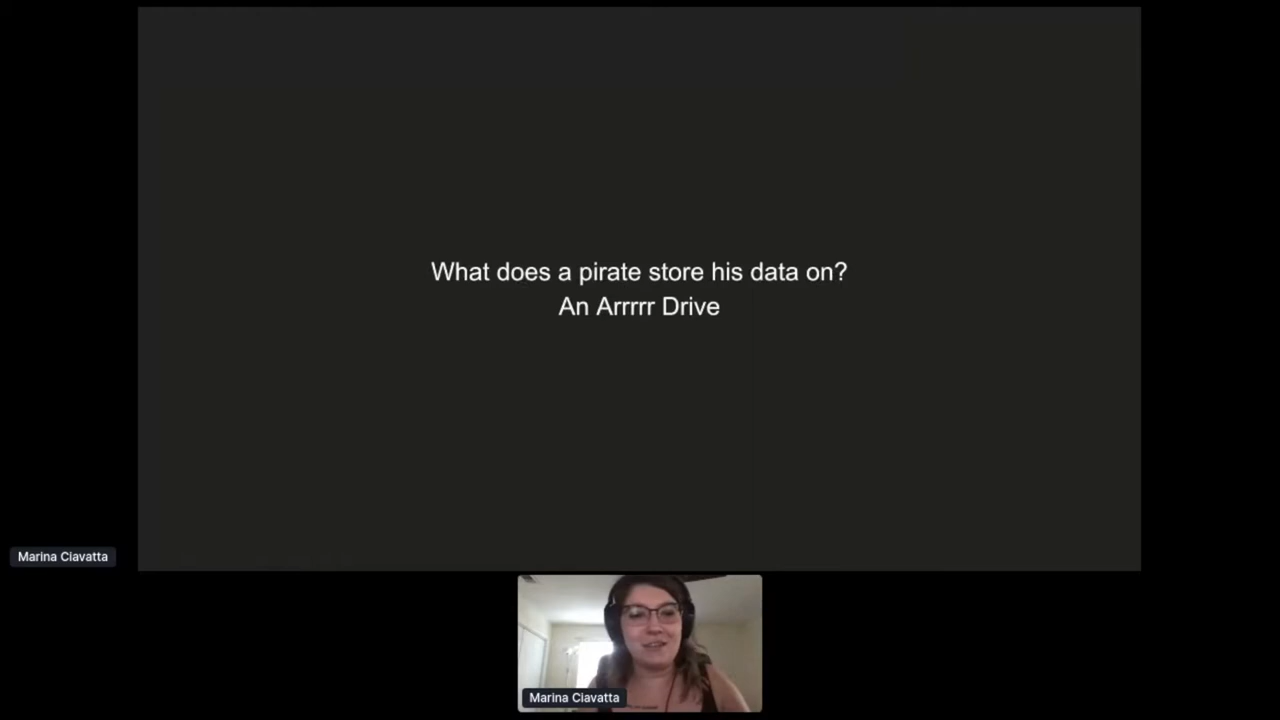 What does a pirate store his data on?
An Arrrrr Drive
Marina Ciavatta
Marina Ciavatta